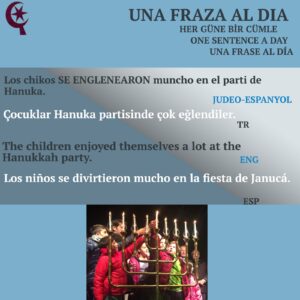 UNA FRAZA AL DIA
HER GÜNE BİR CÜMLE
ONE SENTENCE A DAY
UNA FRASE AL DÍA
Los chikos SE ENGLENEARON muncho en el parti de
Hanuka.
JUDEO-ESPANYOL
Çocuklar Hanuka partisinde çok eğlendiler.
TR
The children enjoyed themselves a lot at the
Hanukkah party.
ENG
Los niños se divirtieron mucho en la fiesta de Janucá.
ESP